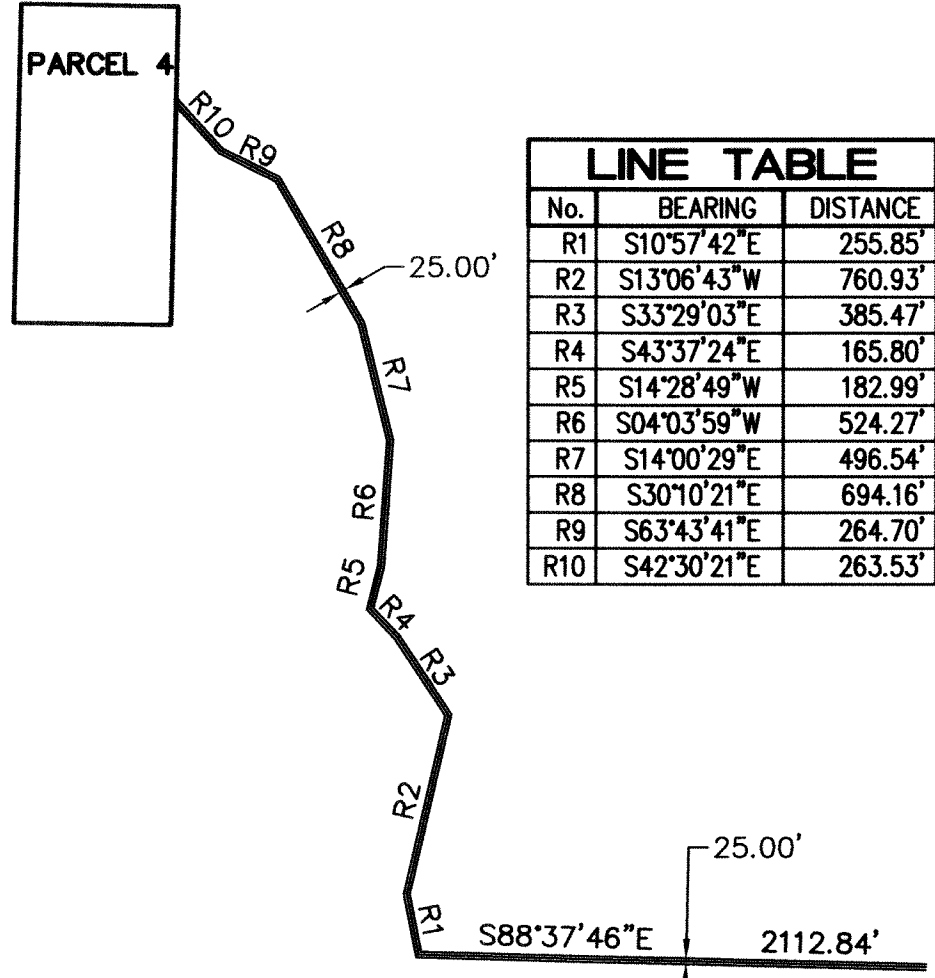 PARCEL 4
R10
R9
R8
25.00'
R7
R6
R5
R4
R3
R2
R1
S88°37'46"E 2112.84'
25.00'
LINE TABLE
No. BEARING DISTANCE
R1 S10°57'42"E 255.85'
R2 S13°06'43"W 760.93'
R3 S33°29'03"E 385.47'
R4 S43°37'24"E 165.80'
R5 S14°28'49"W 182.99'
R6 S04°03'59"W 524.27'
R7 S14°00'29"E 496.54'
R8 S30°10'21"E 694.16'
R9 S63°43'41"E 264.70'
R10 S42°30'21"E 263.53'